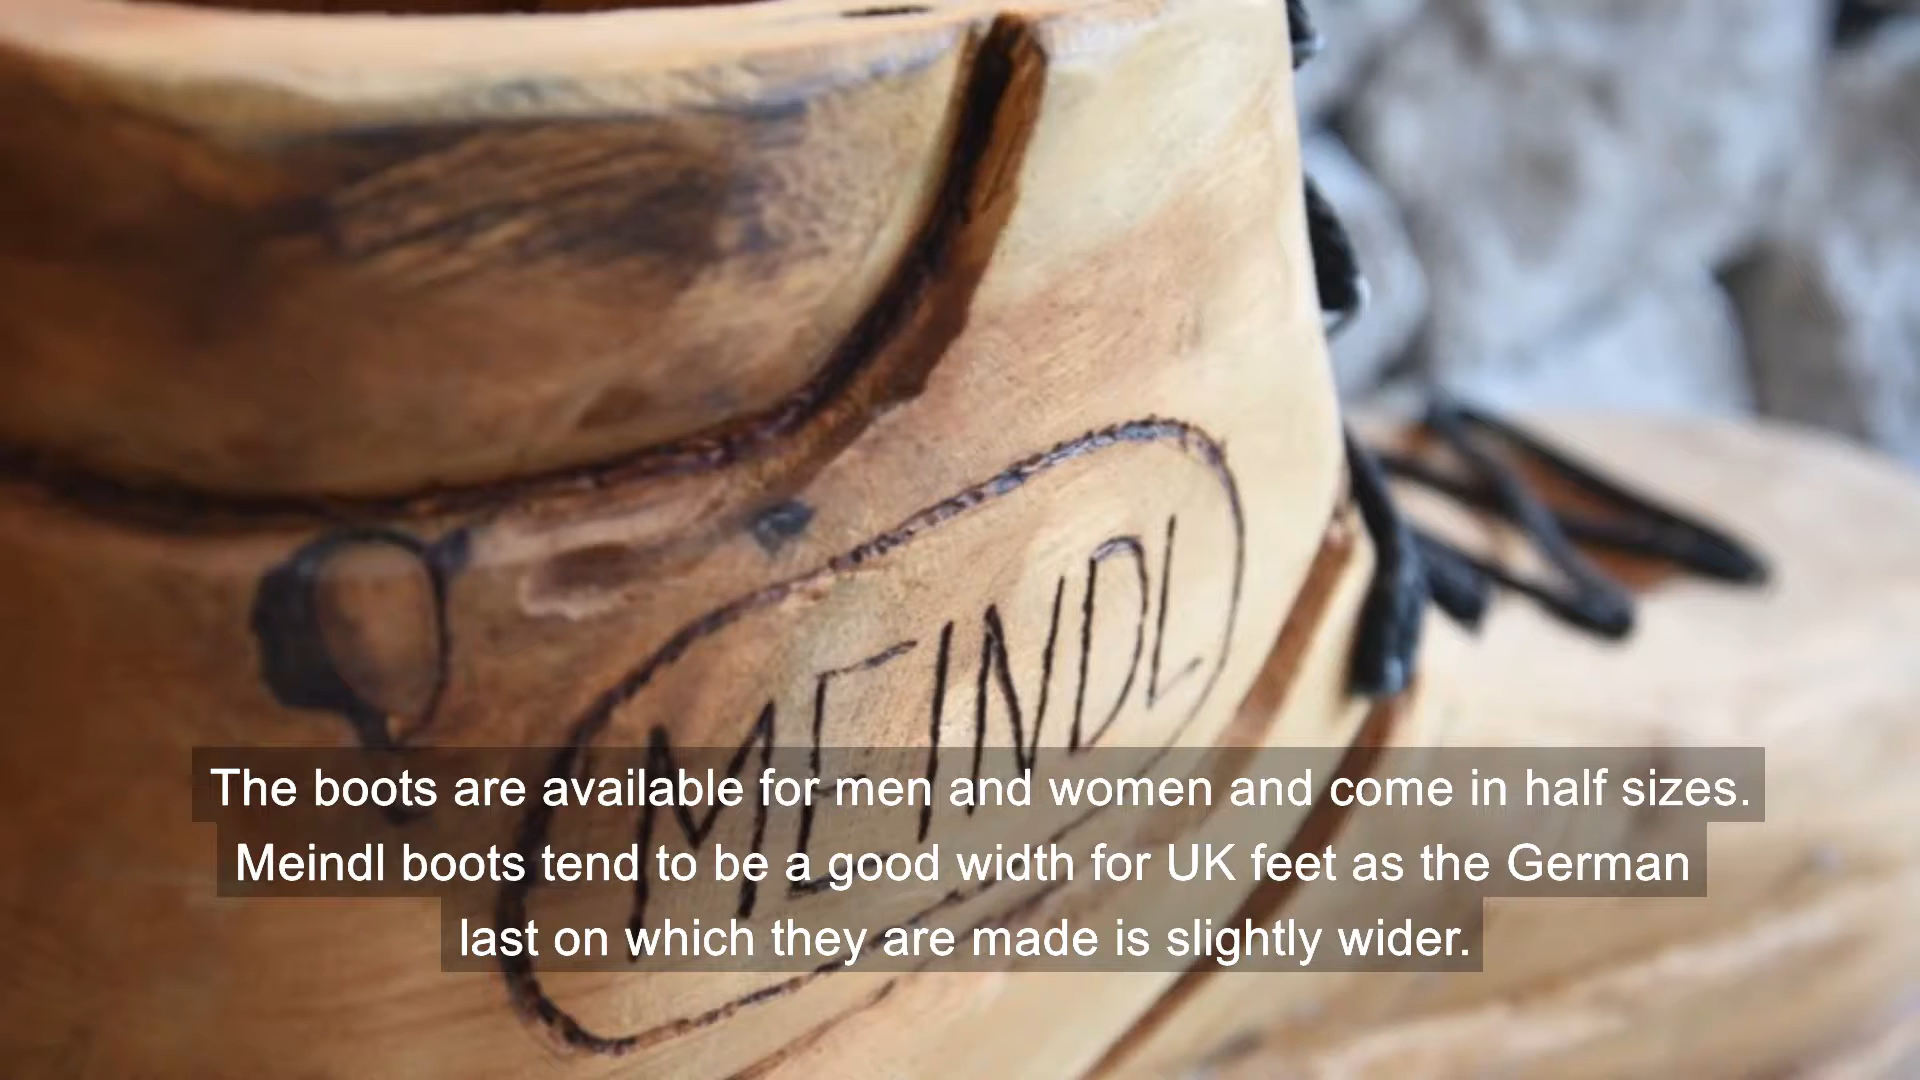 MEINDL
The boots are available for men and women and come in half sizes.
Meindl boots tend to be a good width for UK feet as the German
last on which they are made is slightly wider.